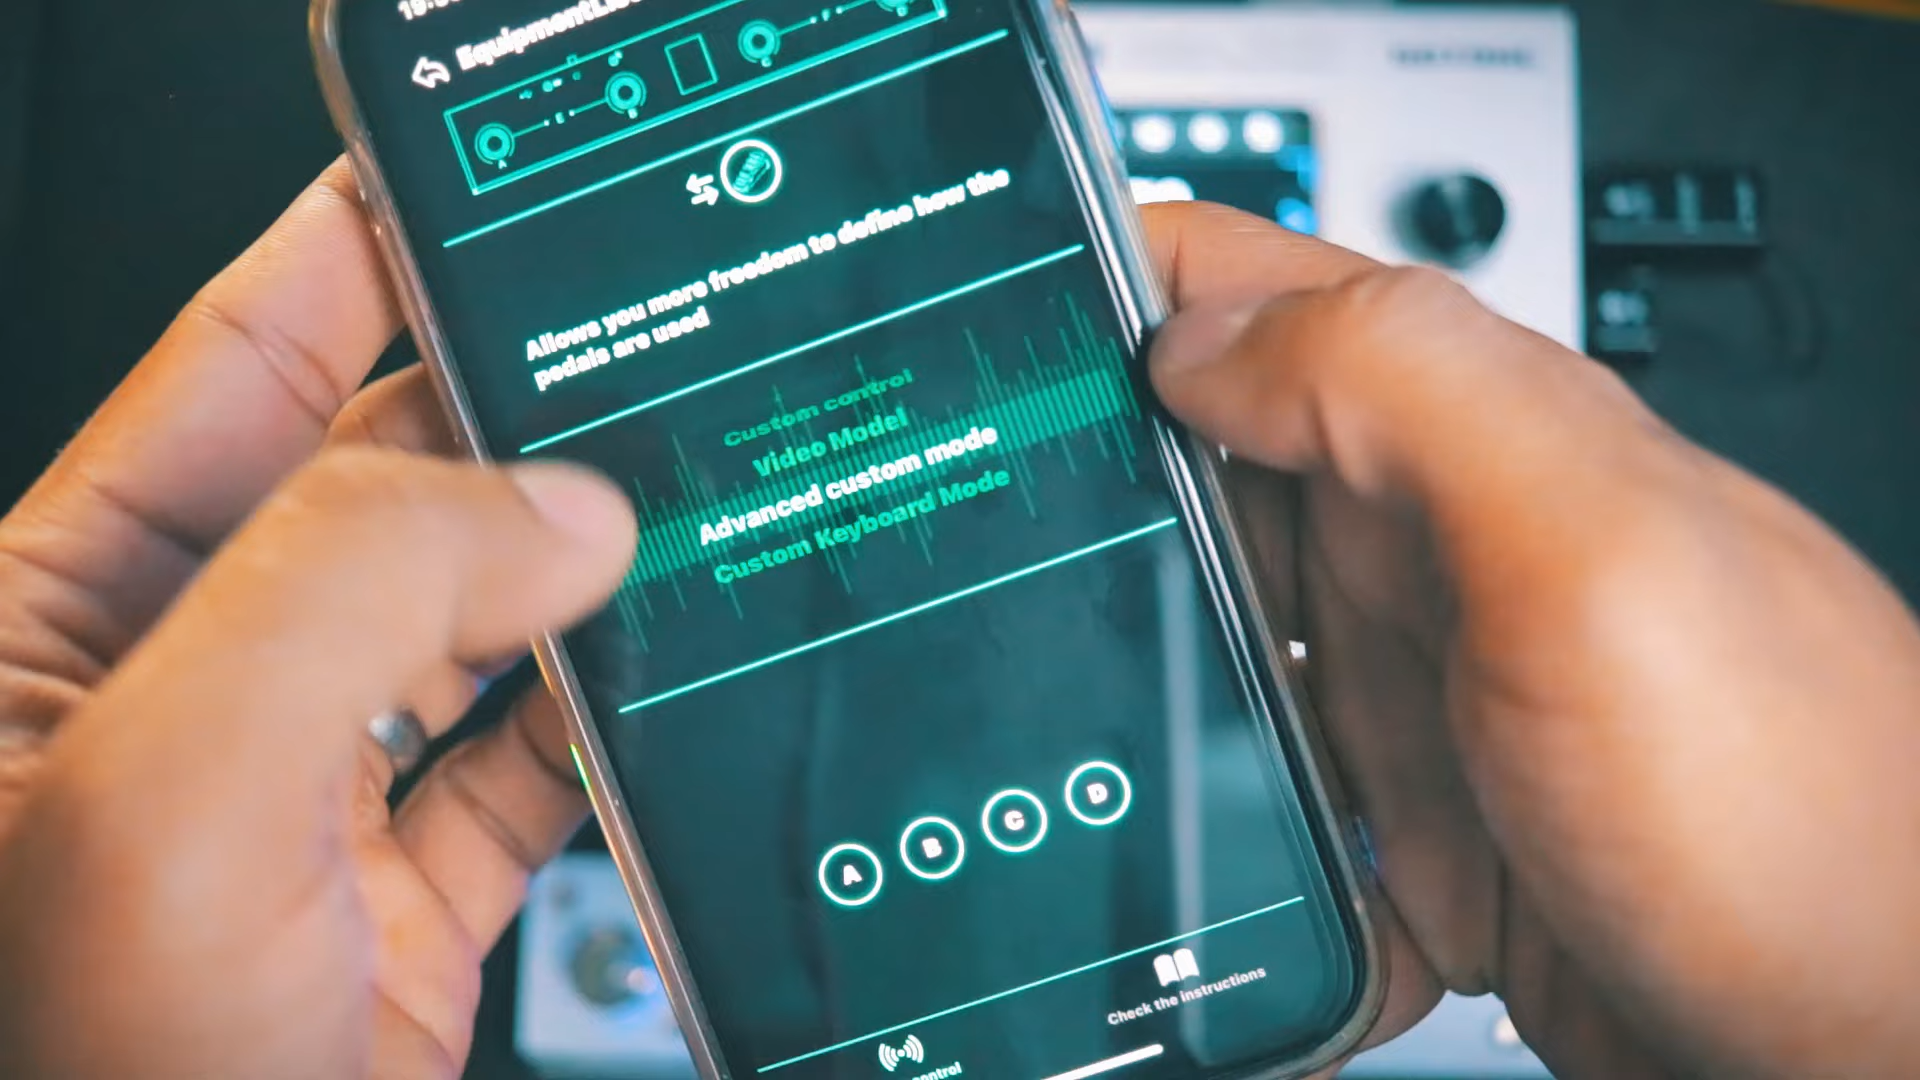 Allows you more freedom to define how the
pedals are used
Custom control
Video Model
Advanced custom mode
Custom Keyboard Mode
A
B
C
D
Check the instructions